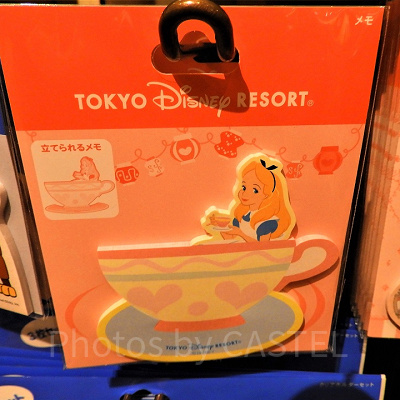 メモ
TOKYO Disney RESORT®
立てられるメモ
TOKYO Disney RESORT®
Photos by CASTEL